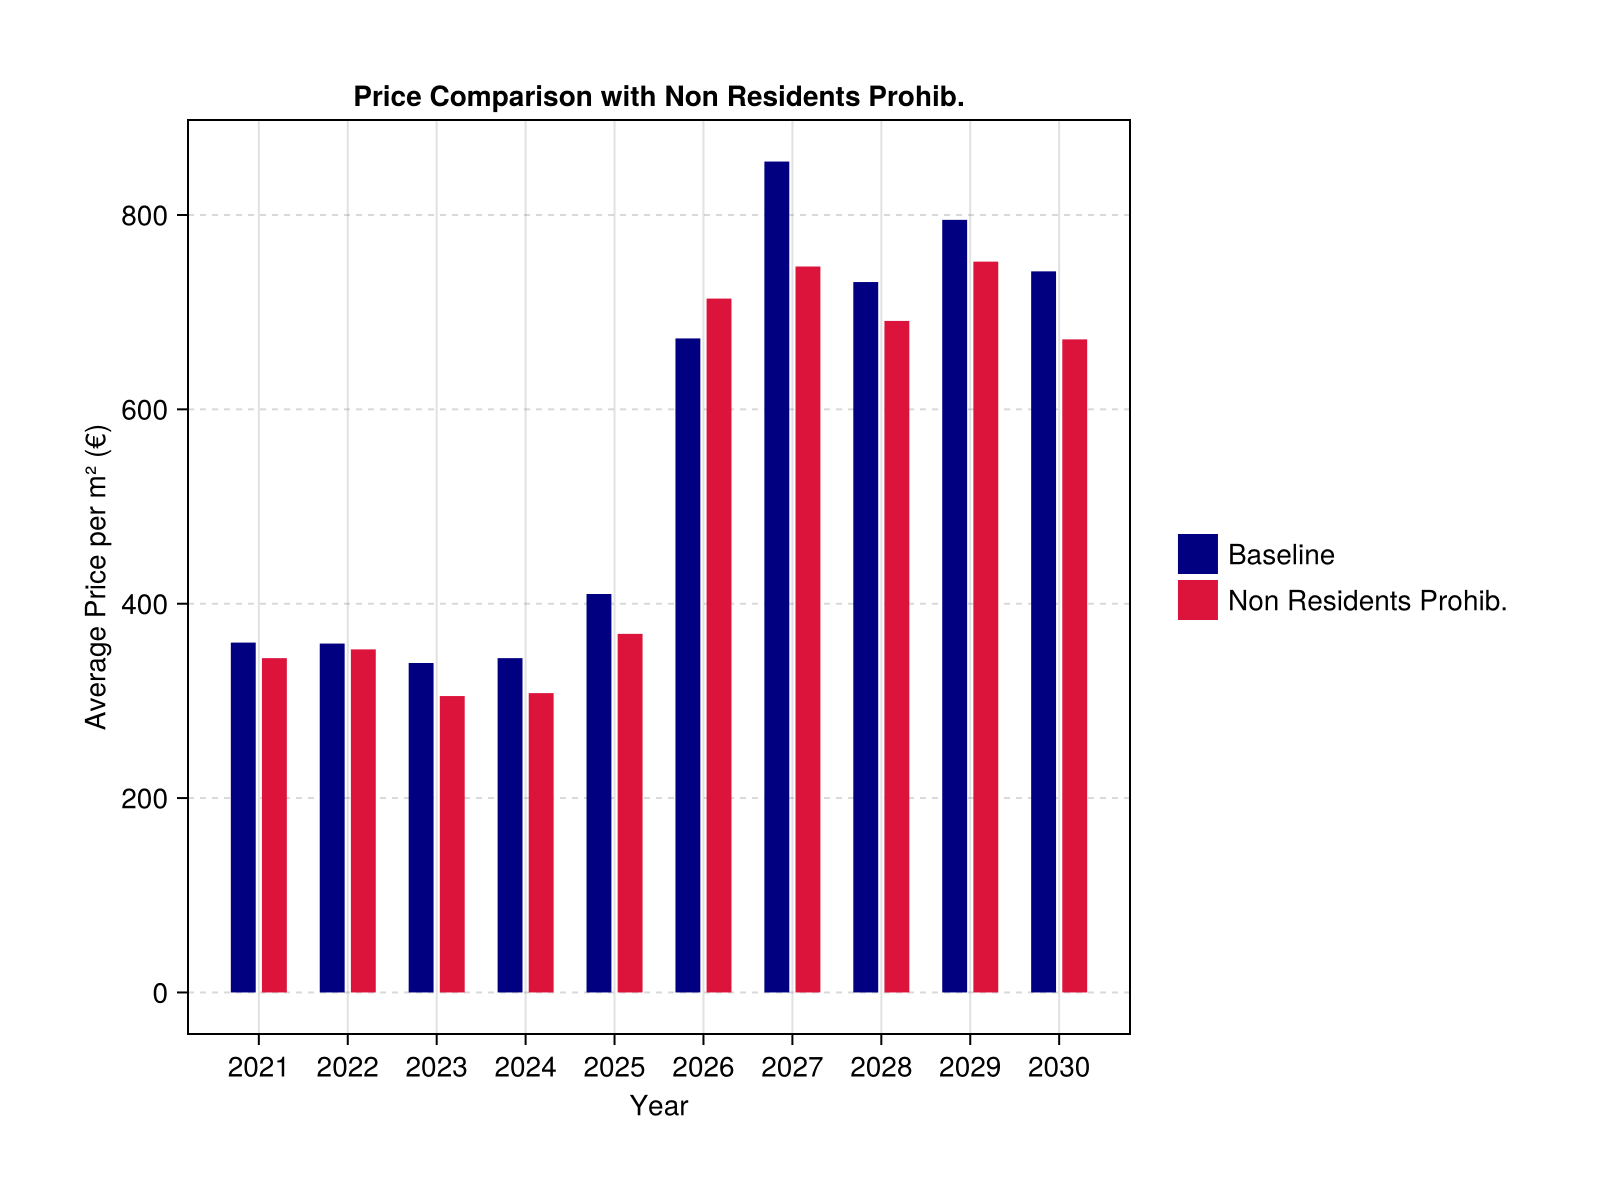 Price Comparison with Non Residents Prohib.
Average Price per m² (€)
800
600
400
200
0
2021 2022 2023 2024 2025 2026 2027 2028 2029 2030
Year
Baseline
Non Residents Prohib.